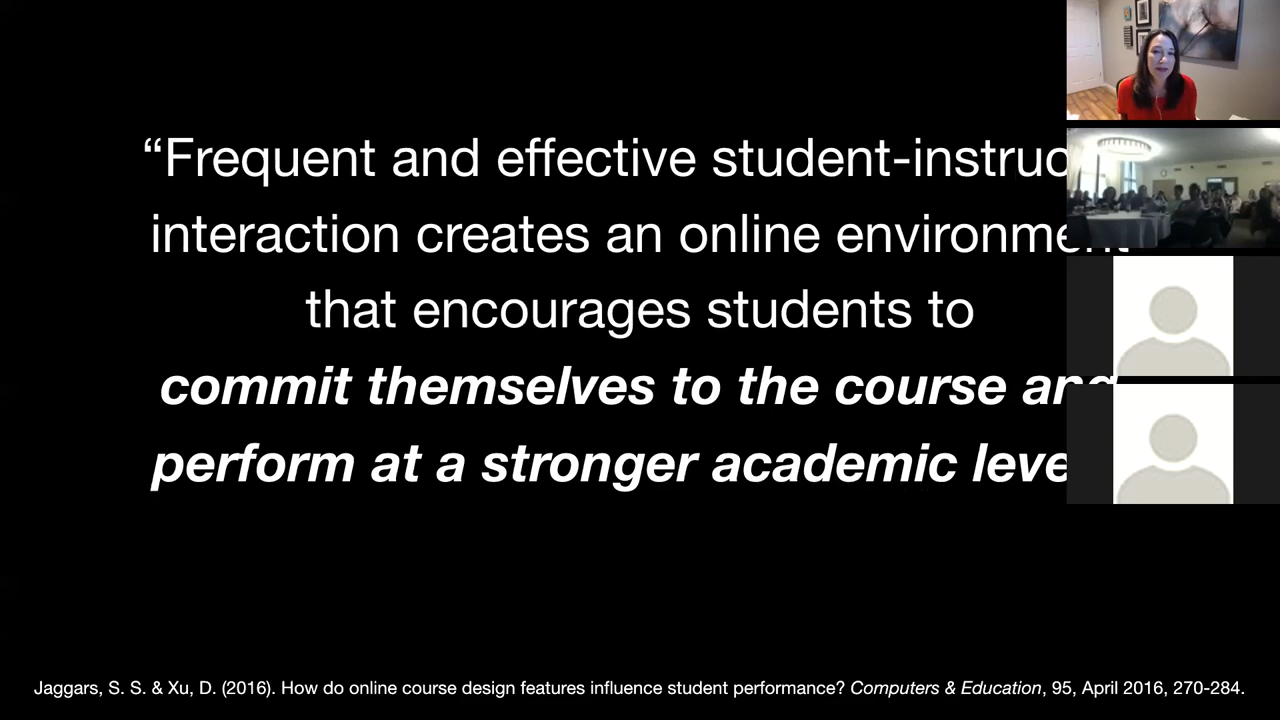 “Frequent and effective student-instruc
interaction creates an online environment
that encourages students to
commit themselves to the course and
perform at a stronger academic leve
Jaggars, S. S. & Xu, D. (2016). How do online course design features influence student performance? Computers & Education, 95, April 2016, 270-284.